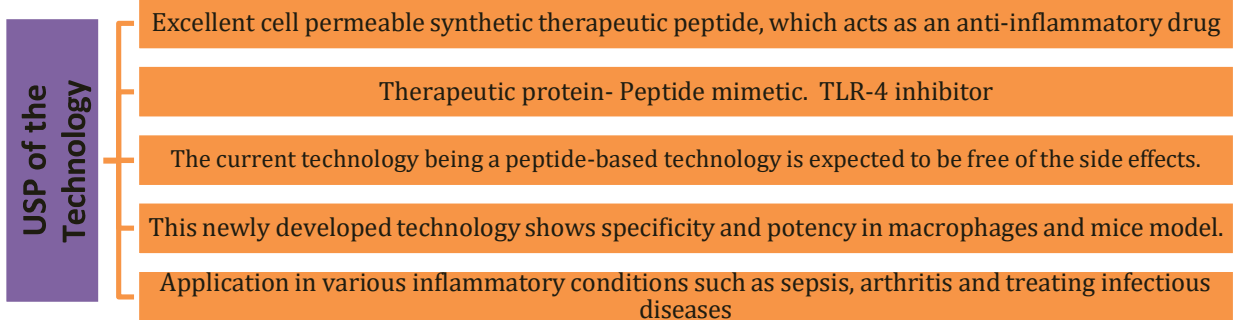 USP of the
Technology
Excellent cell permeable synthetic therapeutic peptide, which acts as an anti-inflammatory drug
Therapeutic protein- Peptide mimetic. TLR-4 inhibitor
The current technology being a peptide-based technology is expected to be free of the side effects.
This newly developed technology shows specificity and potency in macrophages and mice model.
Application in various inflammatory conditions such as sepsis, arthritis and treating infectious
diseases